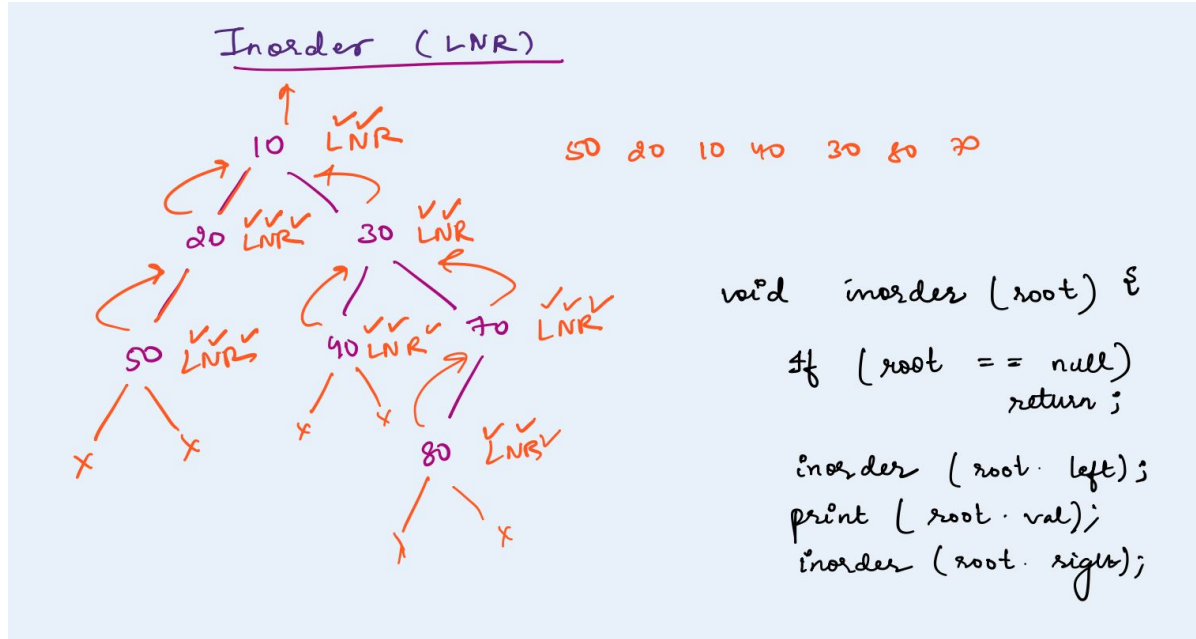 Inorder (LNR)
10 LNR
50 20 10 40 30 80 70
20 LNR 30 LNR
50 LNR 40 LNR 70 LNR
80 LNR
void inorder (root) {
If (root == null)
return;
inorder (root. left);
print (root. val);
inorder (root. right);